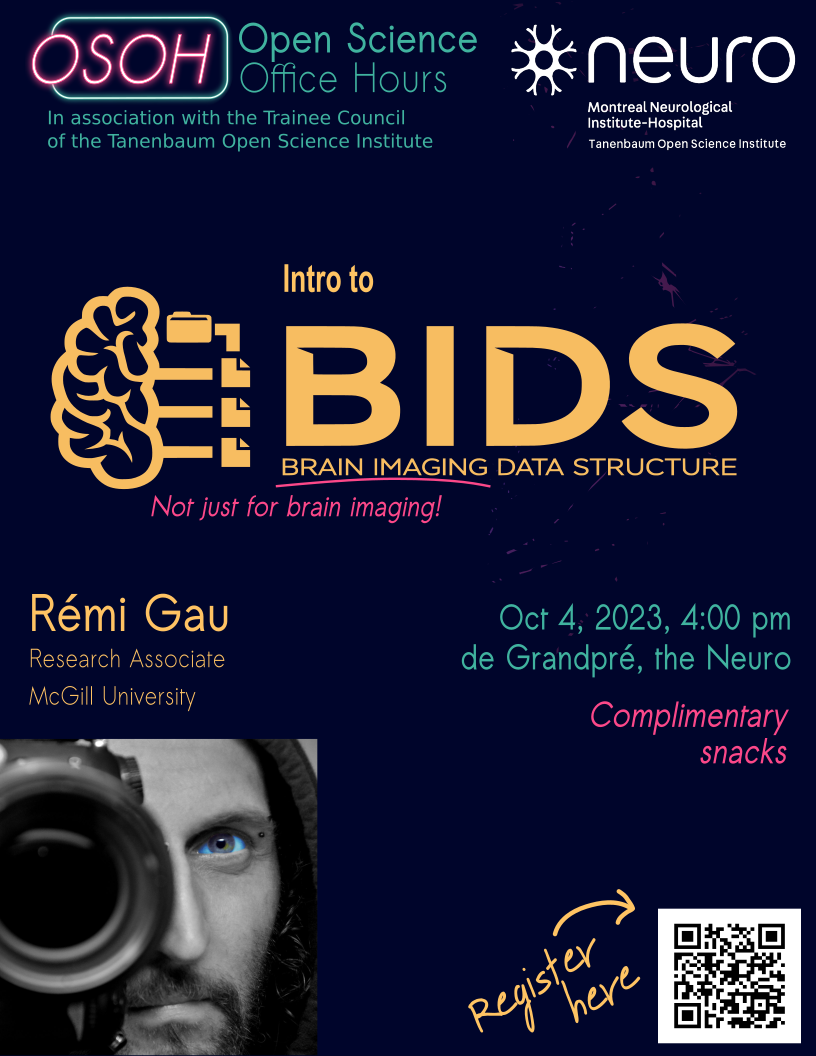 OSOH
Open Science
Office Hours
In association with the Trainee Council
of the Tanenbaum Open Science Institute
neuro
Montreal Neurological
Institute-Hospital
Tanenbaum Open Science Institute
Intro to
BIDS
BRAIN IMAGING DATA STRUCTURE
Not just for brain imaging!
Rémi Gau
Research Associate
McGill University
Oct 4, 2023, 4:00 pm
de Grandpré, the Neuro
Complimentary
snacks
Register
here